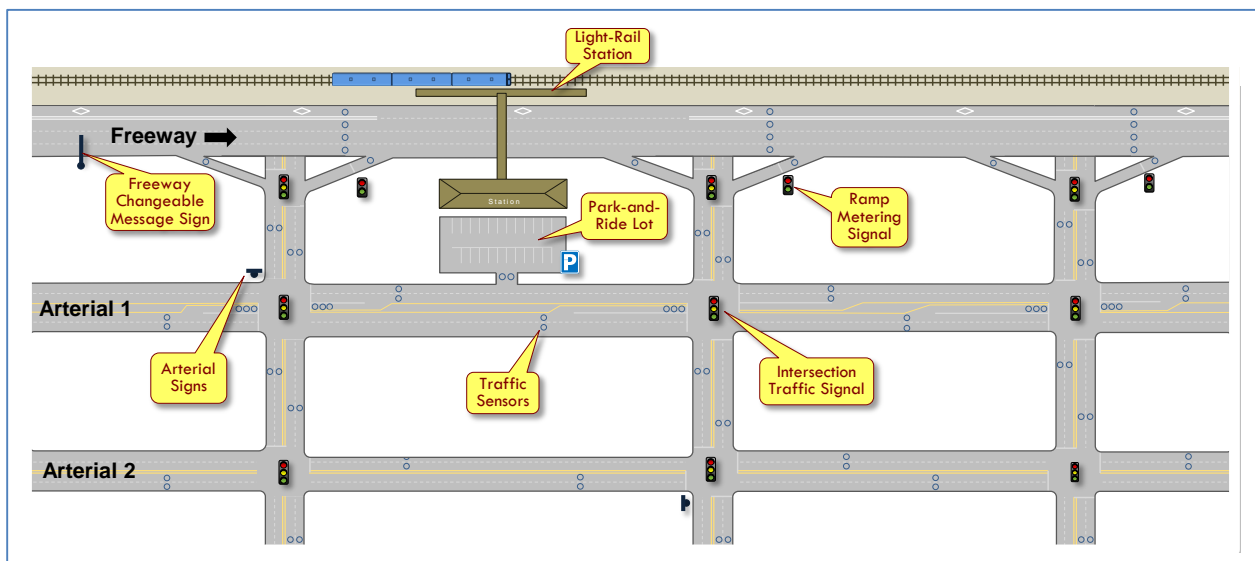 Light-Rail
Station
Freeway
Freeway
Changeable
Message Sign
Station
Park-and-
Ride Lot
P
Ramp
Metering
Signal
Arterial 1
Arterial
Signs
Traffic
Sensors
Intersection
Traffic Signal
Arterial 2